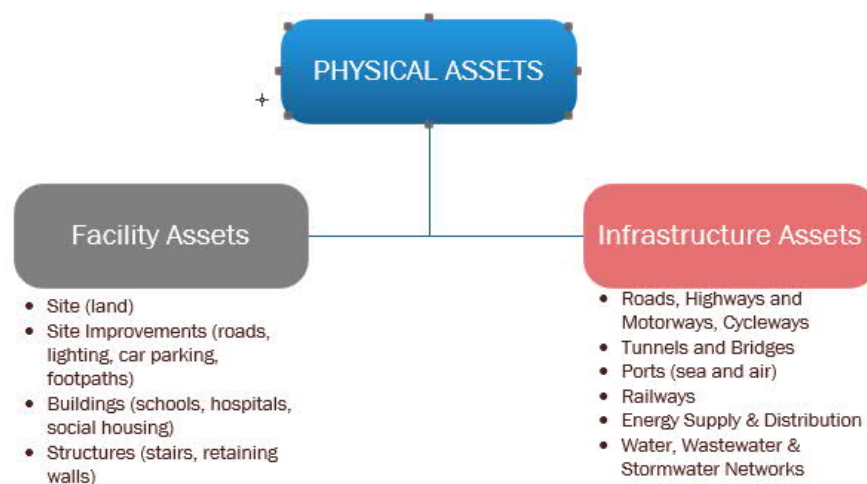 PHYSICAL ASSETS
Facility Assets
• Site (land)
• Site Improvements (roads,
lighting, car parking,
footpaths)
• Buildings (schools, hospitals,
social housing)
• Structures (stairs, retaining
walls)
Infrastructure Assets
• Roads, Highways and
Motorways, Cycleways
• Tunnels and Bridges
• Ports (sea and air)
• Railways
• Energy Supply & Distribution
• Water, Wastewater &
Stormwater Networks